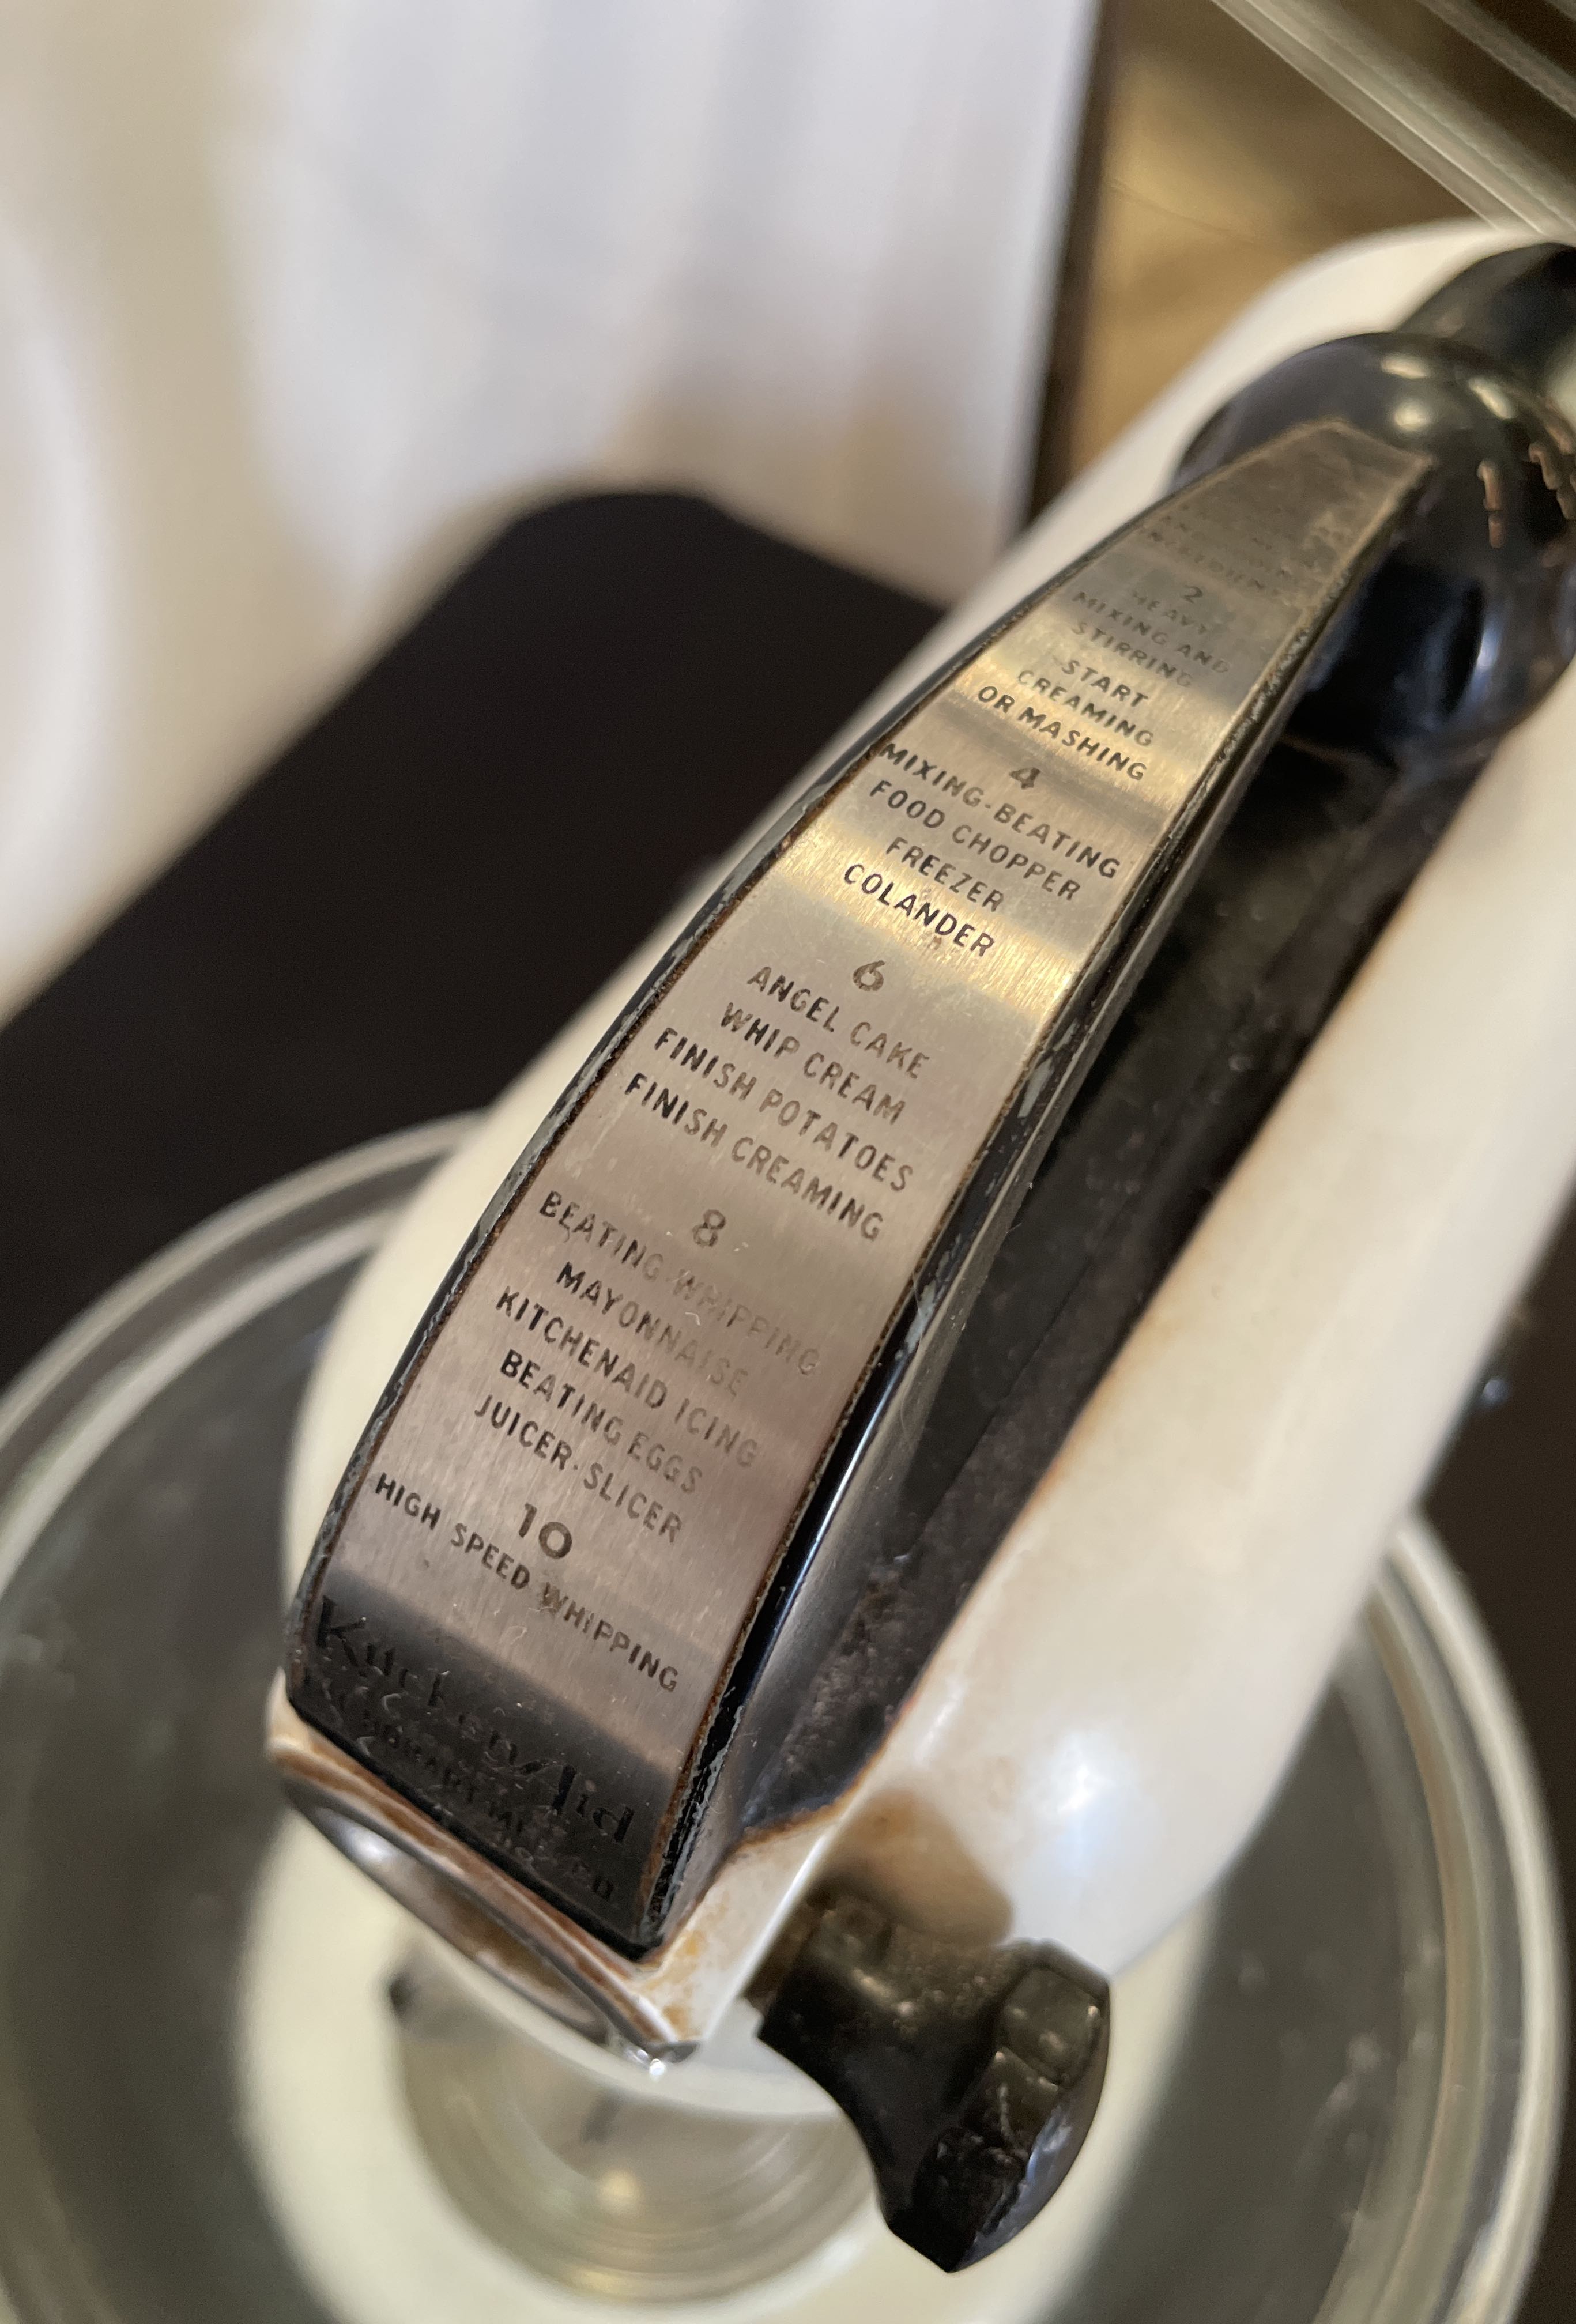 2
HEAVY
MIXING AND
STIRRING
START
CREAMING
OR MASHING
4
MIXING-BEATING
FOOD CHOPPER
FREEZER
COLANDER
6
ANGEL CAKE
WHIP CREAM
FINISH POTATOES
FINISH CREAMING
8
BEATING-WHIPPING
MAYONNAISE
KITCHENAID ICING
BEATING EGGS
JUICER-SLICER
10
HIGH SPEED WHIPPING
KitchenAid